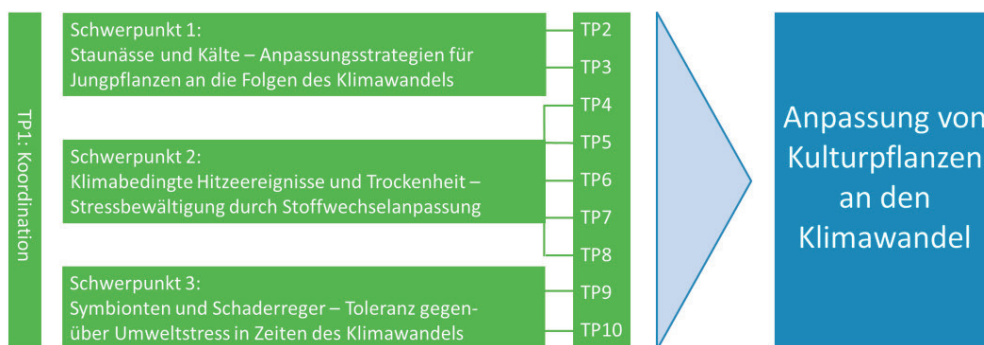 TP1: Koordination
Schwerpunkt 1:
Staunässe und Kälte – Anpassungsstrategien für
Jungpflanzen an die Folgen des Klimawandels
Schwerpunkt 2:
Klimabedingte Hitzeereignisse und Trockenheit –
Stressbewältigung durch Stoffwechselanpassung
Schwerpunkt 3:
Symbionten und Schaderreger – Toleranz gegen-
über Umweltstress in Zeiten des Klimawandels
TP2
TP3
TP4
TP5
TP6
TP7
TP8
TP9
TP10
Anpassung von
Kulturpflanzen
an den
Klimawandel